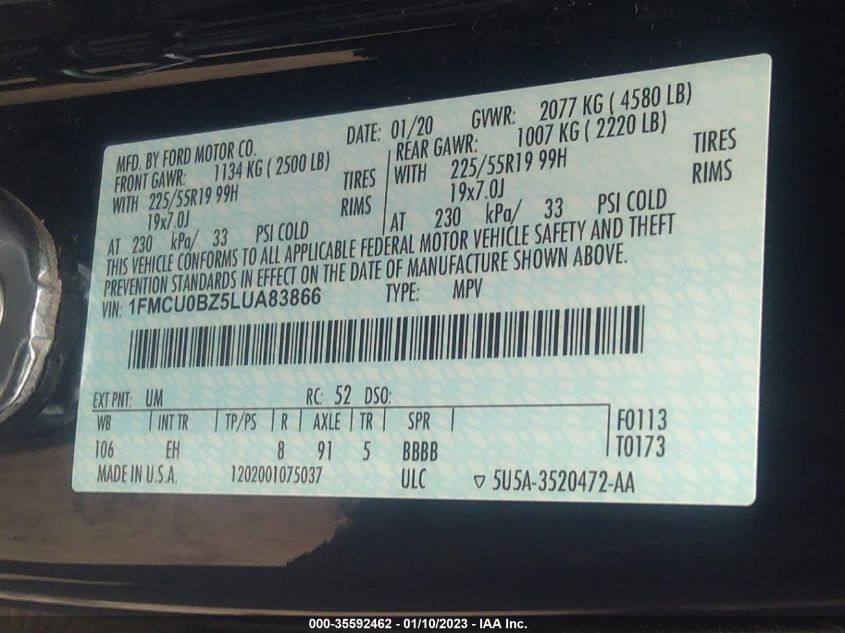 MFD. BY FORD MOTOR CO.
DATE: 01/20 GVWR: 2077 KG ( 4580 LB)
FRONT GAWR: 1134 KG ( 2500 LB)
WITH 225/55R19 99H TIRES
19x7.0J RIMS
AT 230 kPa/ 33 PSI COLD
REAR GAWR: 1007 KG ( 2220 LB)
WITH 225/55R19 99H TIRES
19x7.0J RIMS
AT 230 kPa/ 33 PSI COLD
THIS VEHICLE CONFORMS TO ALL APPLICABLE FEDERAL MOTOR VEHICLE SAFETY AND THEFT
PREVENTION STANDARDS IN EFFECT ON THE DATE OF MANUFACTURE SHOWN ABOVE.
VIN: 1FMCU0BZ5LUA83866 TYPE: MPV
EXT PNT: UM RC: 52 DSO:
WB INT TR TP/PS R AXLE TR SPR F0113
106 EH 8 91 5 BBBB T0173
MADE IN U.S.A. 1202001075037 ULC ▽ 5U5A-3520472-AA
000-35592462 - 01/10/2023 - IAA Inc.